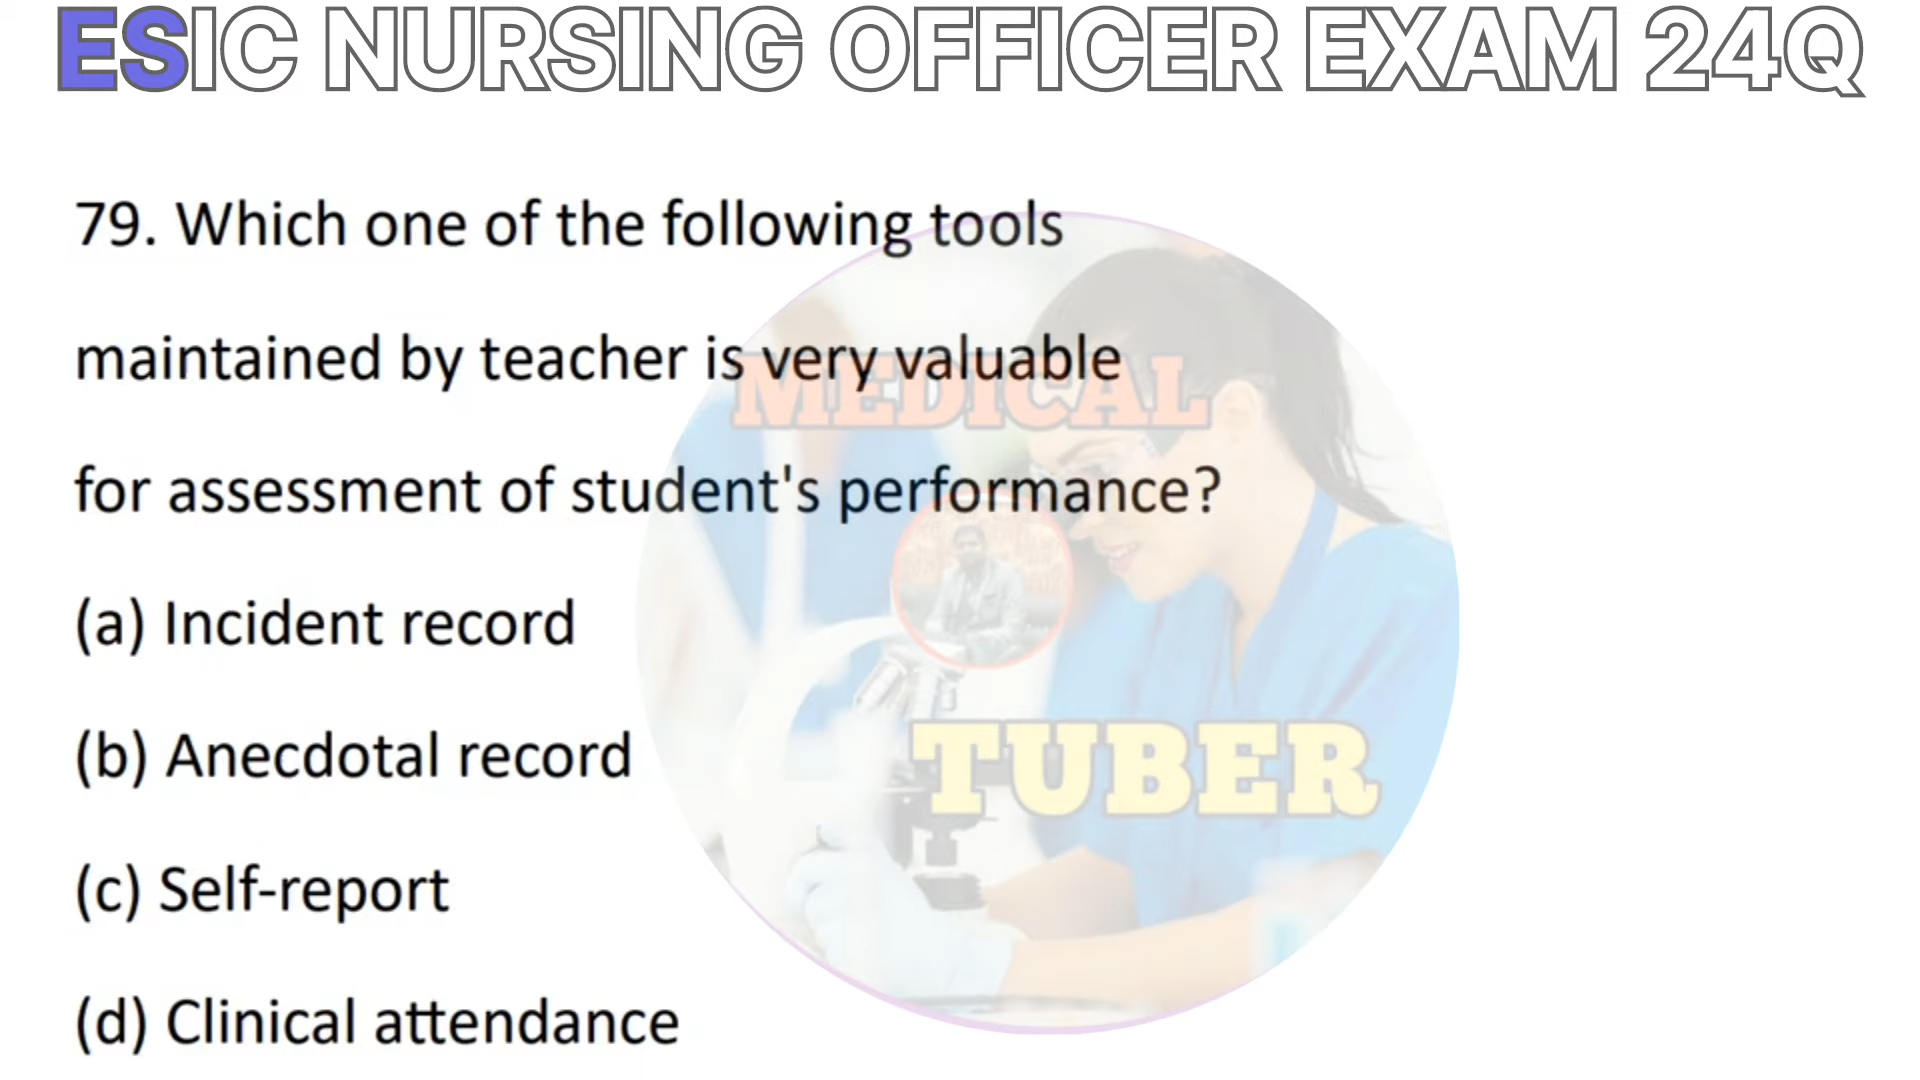 ESIC NURSING OFFICER EXAM 24Q
79. Which one of the following tools
maintained by teacher is very valuable
for assessment of student's performance?
(a) Incident record
(b) Anecdotal record
(c) Self-report
(d) Clinical attendance
MEDICAL
TUBER